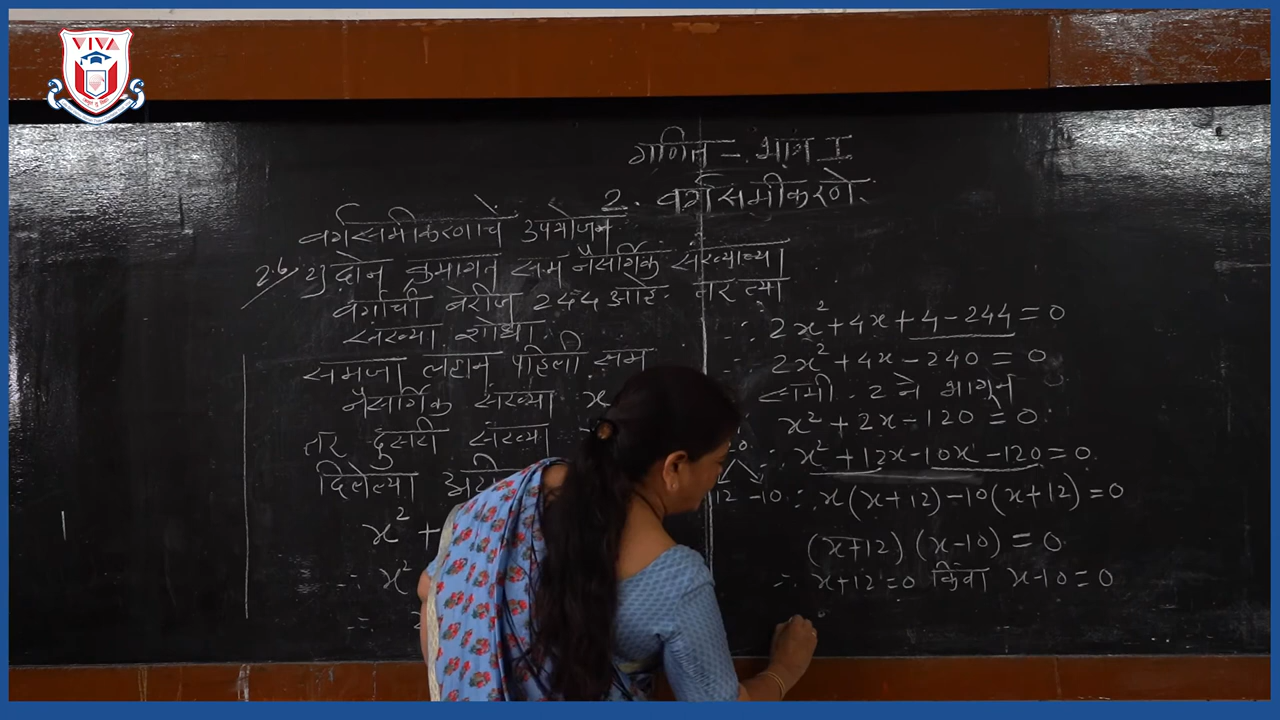 VIVA
गणित - भाग I
2. वर्गसमीकरणे.
वर्गसमीकरणाचे उपयोजन
2.6 1) दोन क्रमागत सम नैसर्गिक संख्यांच्या
वर्गाची बेरीज 244 आहे. तर त्या
संख्या शोधा
समजा लहान पहिली सम
नैसर्गिक संख्या x
तर दुसरी संख्या
दिलेल्या
x² +
∴ x²
∴ 2x² + 4x + 4 - 244 = 0
∴ 2x² + 4x - 240 = 0
2 ने भागून
x² + 2x - 120 = 0
∴ x² + 12x - 10x - 120 = 0
12 -10
∴ x(x+12) - 10(x+12) = 0
(x+12) (x-10) = 0
∴ x+12=0 किंवा x-10=0